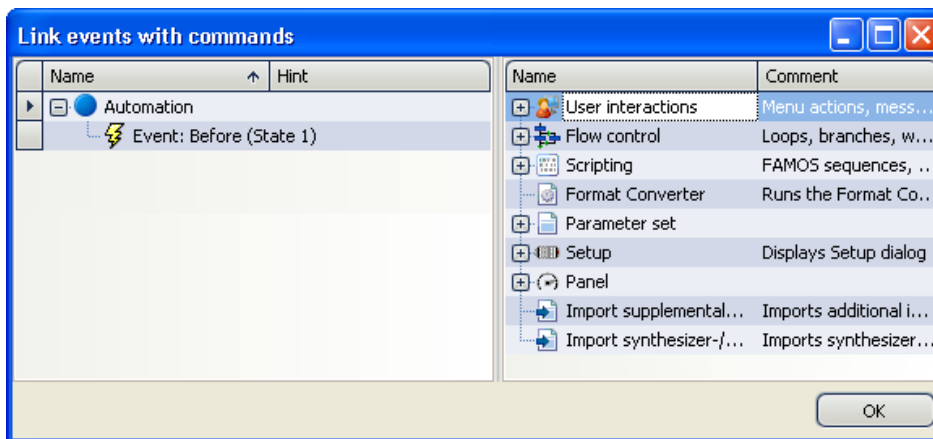 Link events with commands
Name Hint
Automation
Event: Before (State 1)
Name Comment
User interactions Menu actions, mess...
Flow control Loops, branches, w...
Scripting FAMOS sequences, ..
Format Converter Runs the Format Co..
Parameter set
Setup Displays Setup dialog
Panel
Import supplemental... Imports additional i...
Import synthesizer-/... Imports synthesizer...
OK